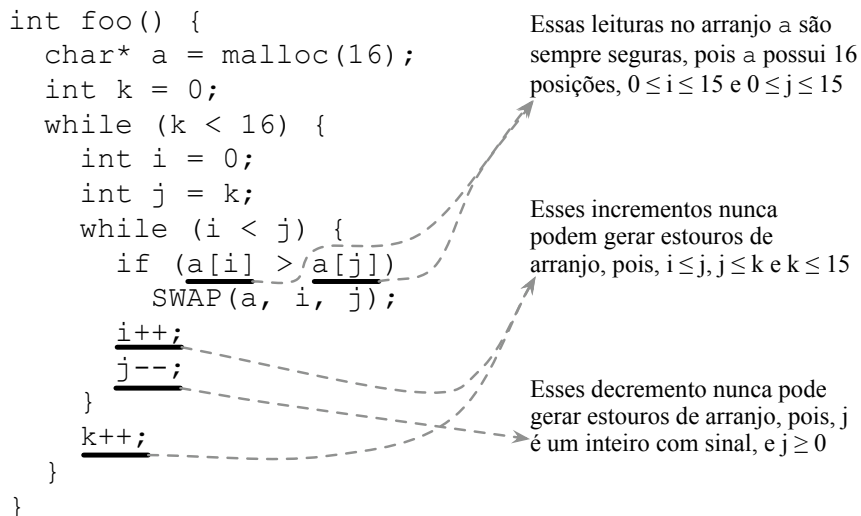 int foo() {
char* a = malloc(16);
int k = 0;
while (k < 16) {
int i = 0;
int j = k;
while (i < j) {
if (a[i] > a[j])
SWAP(a, i, j);
i++;
j--;
}
k++;
}
}
Essas leituras no arranjo a são
sempre seguras, pois a possui 16
posições, 0 ≤ i ≤ 15 e 0 ≤ j ≤ 15
Esses incrementos nunca
podem gerar estouros de
arranjo, pois, i ≤ j, j ≤ k e k ≤ 15
Esses decremento nunca pode
gerar estouros de arranjo, pois, j
é um inteiro com sinal, e j ≥ 0